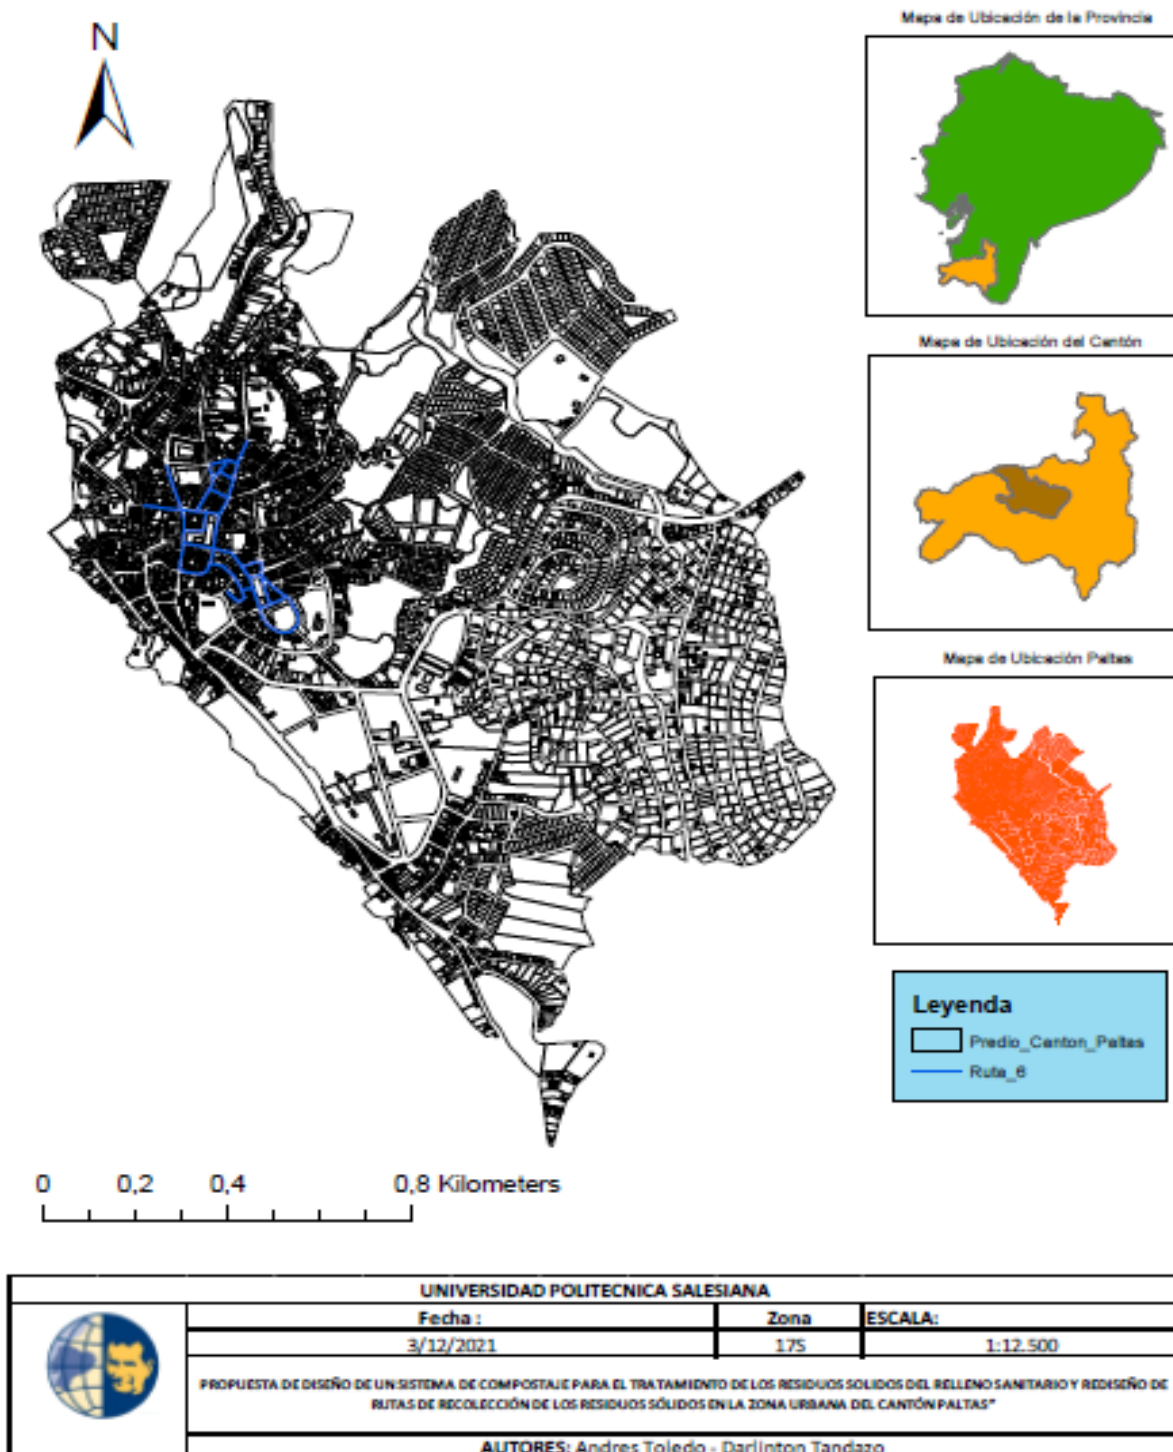 N
Mapa de Ubicación de la Provincia
Mapa de Ubicación del Cantón
Mapa de Ubicación Paltas
Leyenda
Predio_Canton_Paltas
Ruta_6
0 0,2 0,4 0,8 Kilometers
UNIVERSIDAD POLITECNICA SALESIANA
Fecha : Zona ESCALA:
3/12/2021 17S 1:12.500
PROPUESTA DE DISEÑO DE UN SISTEMA DE COMPOSTAJE PARA EL TRATAMIENTO DE LOS RESIDUOS SOLIDOS DEL RELLENO SANITARIO Y REDISEÑO DE
RUTAS DE RECOLECCIÓN DE LOS RESIDUOS SÓLIDOS EN LA ZONA URBANA DEL CANTÓN PALTAS"
AUTORES: Andres Toledo - Darlinton Tandazo